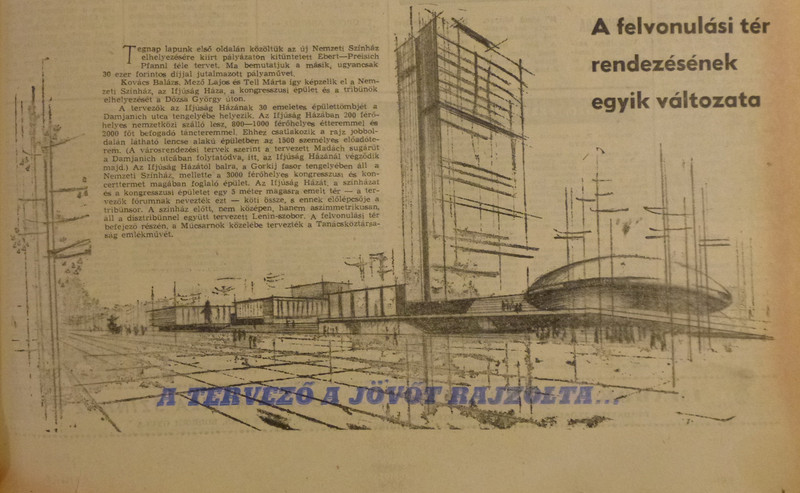 A felvonulási tér
rendezésének
egyik változata
Tegnap lapunk első oldalán közöltük az új Nemzeti Színház
elhelyezésére kiírt pályázaton kitüntetett Ebert—Preisich
Pfannl féle tervet. Ma bemutatjuk a másik, ugyancsak
30 ezer forintos díjjal jutalmazott pályaművet.
Kovács Balázs, Mező Lajos és Tell Márta így képzelik el a Nem-
zeti Színház, az Ifjúság Háza, a kongresszusi épület és a tribünök
elhelyezését a Dózsa György úton.
A tervezők az Ifjúság Házának 30 emeletes épülettömbjét a
Damjanich utca tengelyébe helyezik. Az Ifjúság Házában 200 férő-
helyes nemzetközi szálló lesz, 800—1000 férőhelyes étteremmel és
2000 főt befogadó táncteremmel. Ehhez csatlakozik a rajz jobbol-
dalán látható lencse alakú épületben az 1500 személyes előadóte-
rem. (A városrendezési tervek szerint a tervezett Madách sugárút
a Damjanich utcában folytatódva, itt, az Ifjúság Házánál végződik
majd.) Az Ifjúság Házától balra, a Gorkij fasor tengelyében áll a
Nemzeti Színház, mellette a 3000 férőhelyes kongresszusi és kon-
certtermet magában foglaló épület. Az Ifjúság Házát, a színházat
és a kongresszusi épületet egy 5 méter magasra emelt tér — a ter-
vezők fórumnak nevezték ezt — köti össze, s ennek előlépcsője a
tribünsor. A színház előtt, nem középen, hanem aszimmetrikusan,
áll a dísztribünnel együtt tervezett Lenin-szobor. A felvonulási tér
befejező részén, a Műcsarnok közelébe tervezték a Tanácsköztársa-
ság emlékművét.
A TERVEZŐ A JÖVŐT RAJZOLTA...